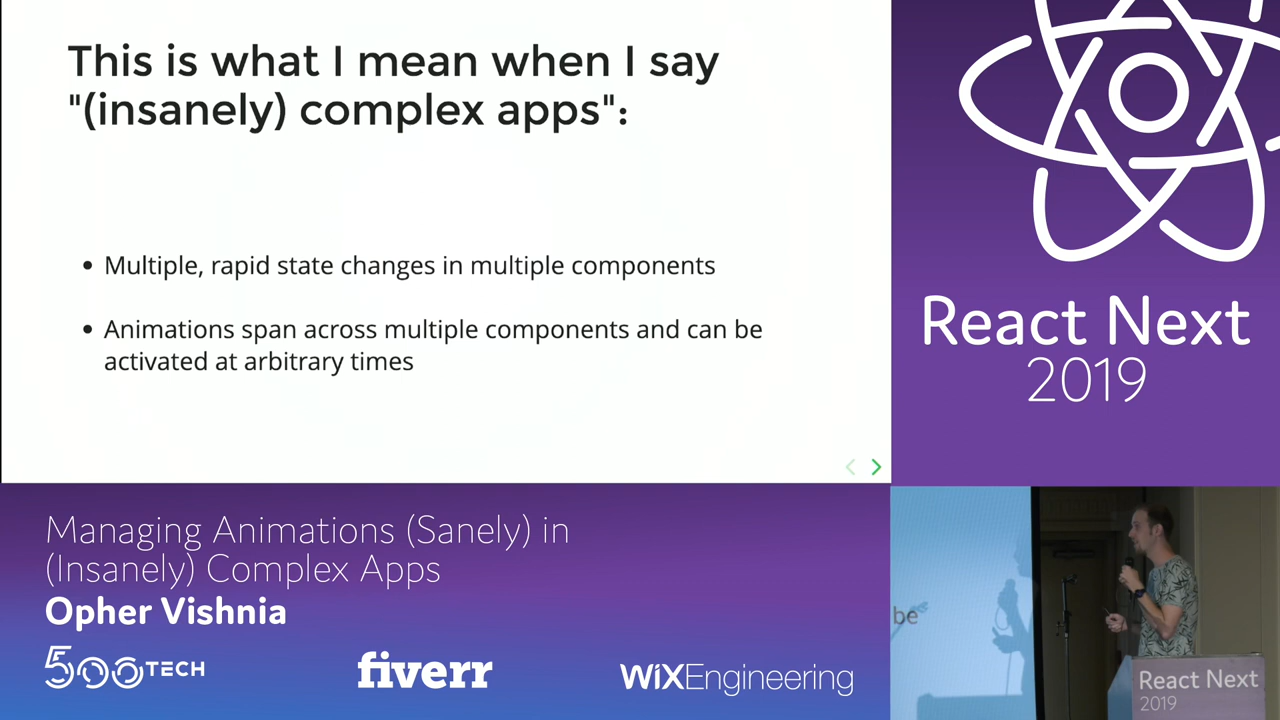 This is what I mean when I say
"(insanely) complex apps":
• Multiple, rapid state changes in multiple components
• Animations span across multiple components and can be
activated at arbitrary times
React Next
2019
Managing Animations (Sanely) in
(Insanely) Complex Apps
Opher Vishnia
500TECH
fiverr
WiXEngineering
be
React Next
2019